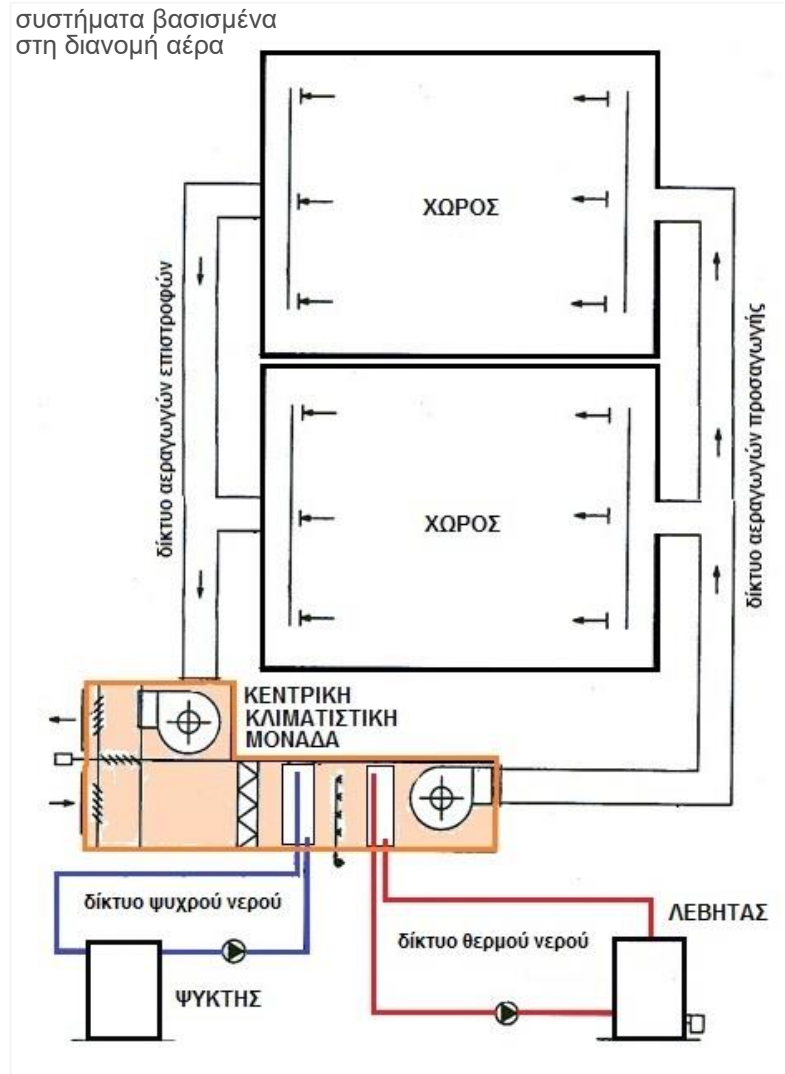 συστήματα βασισμένα
στη διανομή αέρα
ΧΩΡΟΣ
δίκτυο αεραγωγών επιστροφών
δίκτυο αεραγωγών προσαγωγής
ΧΩΡΟΣ
ΚΕΝΤΡΙΚΗ
ΚΛΙΜΑΤΙΣΤΙΚΗ
ΜΟΝΑΔΑ
δίκτυο ψυχρού νερού
ΛΕΒΗΤΑΣ
δίκτυο θερμού νερού
ΨΥΚΤΗΣ